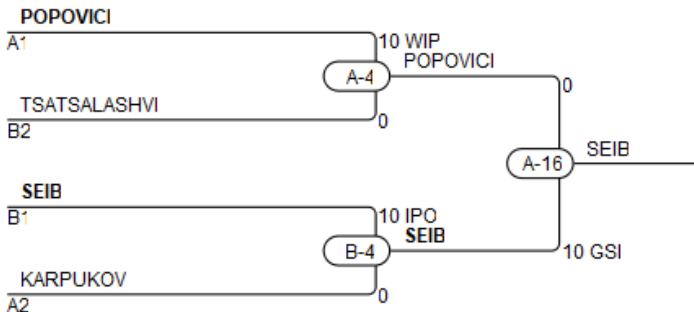 POPOVICI
A1
10 WIP
POPOVICI
A-4
0
TSATSALASHVI
B2
0
A-16
SEIB
SEIB
B1
10 IPO
SEIB
B-4
10 GSI
KARPUKOV
A2
0